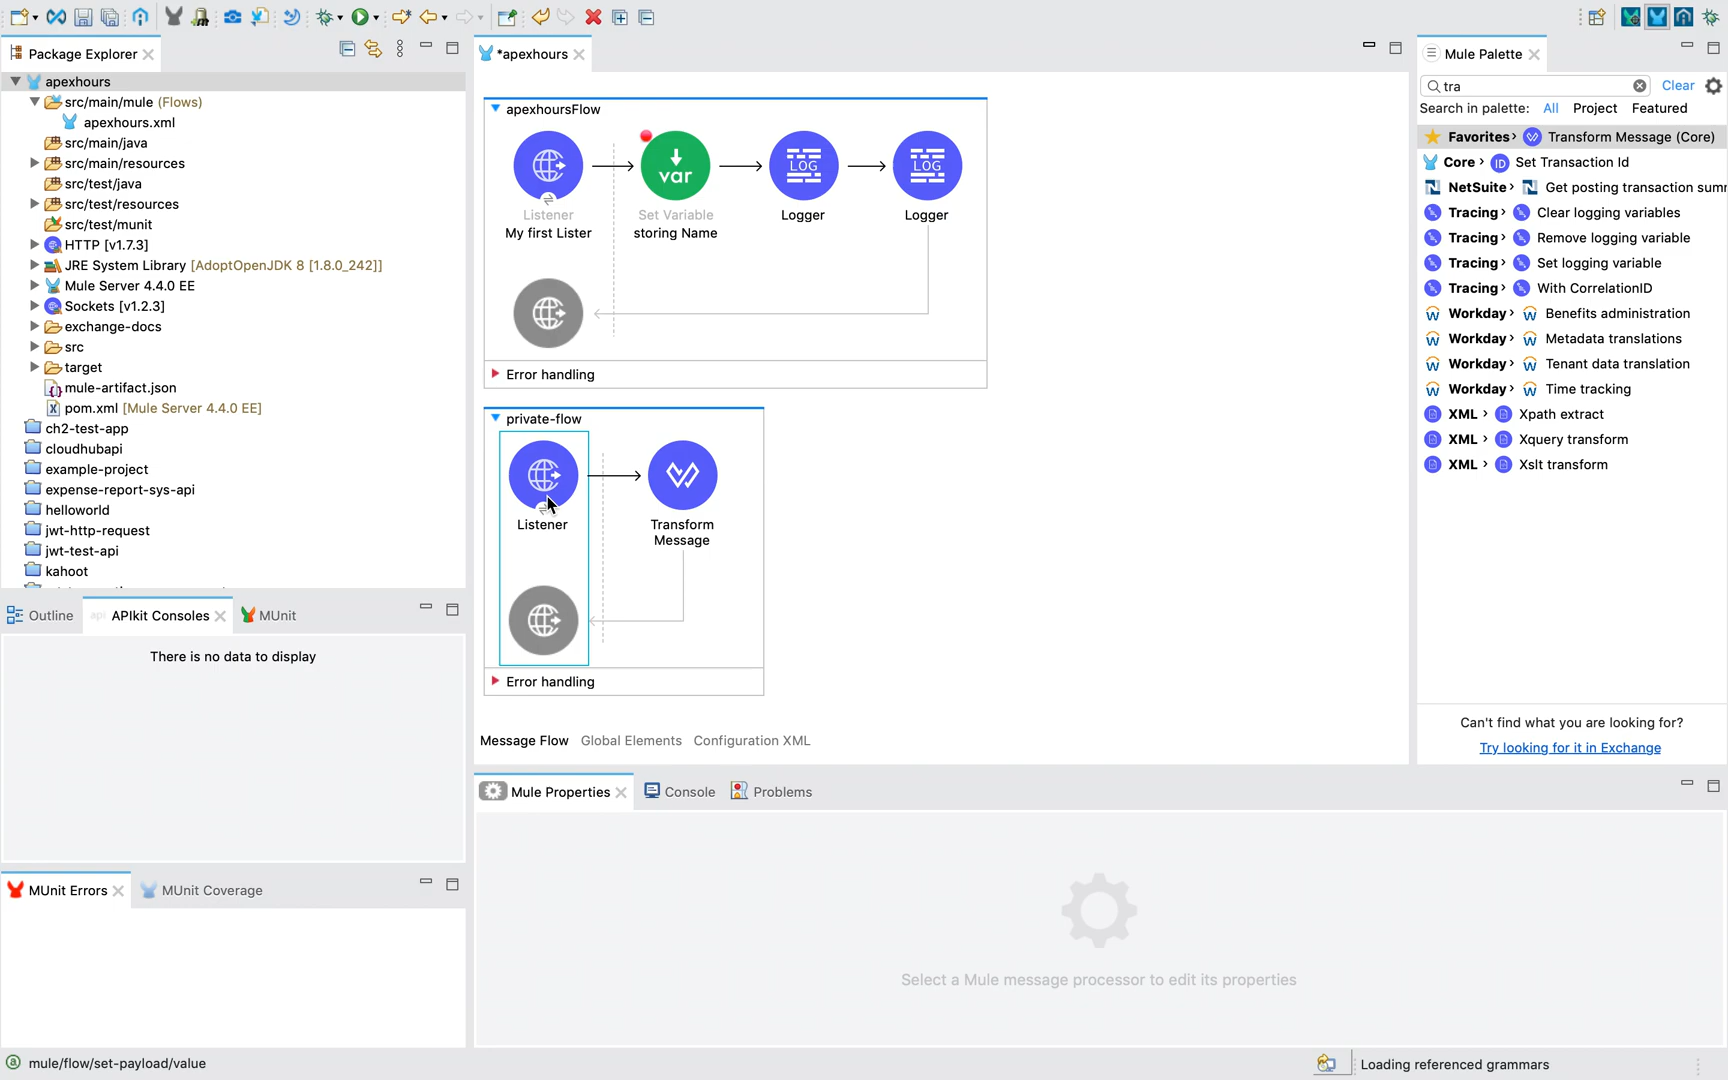 Package Explorer
apexhours
src/main/mule (Flows)
apexhours.xml
src/main/java
src/main/resources
src/test/java
src/test/resources
src/test/munit
HTTP [v1.7.3]
JRE System Library [AdoptOpenJDK 8 [1.8.0_242]]
Mule Server 4.4.0 EE
Sockets [v1.2.3]
exchange-docs
src
target
mule-artifact.json
pom.xml [Mule Server 4.4.0 EE]
ch2-test-app
cloudhubapi
example-project
expense-report-sys-api
helloworld
jwt-http-request
jwt-test-api
kahoot
Outline
api APIkit Consoles
MUnit
There is no data to display
MUnit Errors
MUnit Coverage
*apexhours
apexhoursFlow
var
LOG
LOG
Listener
My first Lister
Set Variable
storing Name
Logger
Logger
Error handling
private-flow
Listener
Transform
Message
Error handling
Message Flow Global Elements Configuration XML
Mule Properties
Console
Problems
Select a Mule message processor to edit its properties
Mule Palette
tra
Clear
Search in palette: All Project Featured
Favorites> Transform Message (Core)
Core > ID Set Transaction Id
NetSuite> Get posting transaction sum
Tracing> Clear logging variables
Tracing> Remove logging variable
Tracing> Set logging variable
Tracing> With CorrelationID
Workday> Benefits administration
Workday> Metadata translations
Workday> Tenant data translation
Workday> Time tracking
XML > Xpath extract
XML > Xquery transform
XML > Xslt transform
Can't find what you are looking for?
Try looking for it in Exchange
mule/flow/set-payload/value
Loading referenced grammars